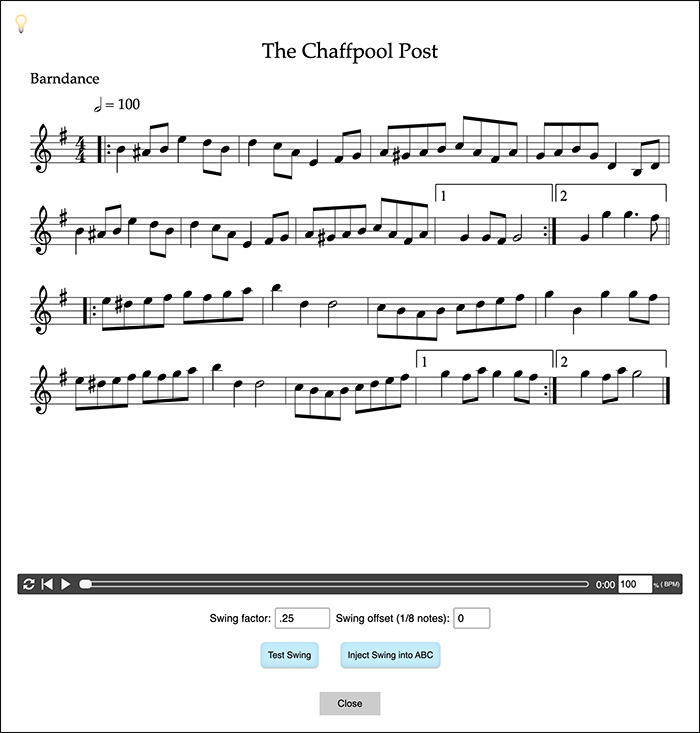 The Chaffpool Post
Barndance
= 100
4
4
1
2
1
2
0:00 100 % ( BPM)
Swing factor: .25 Swing offset (1/8 notes): 0
Test Swing Inject Swing into ABC
Close